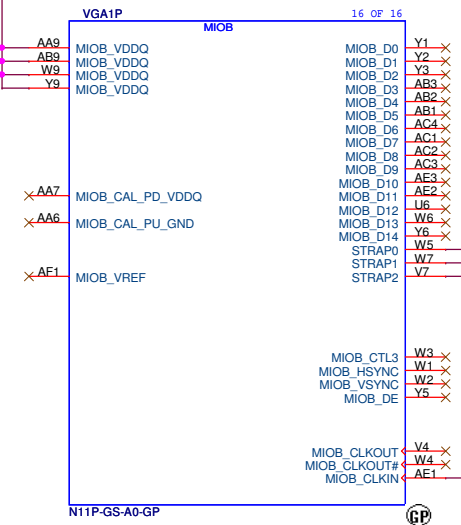 VGA1P 16 OF 16
MIOB
AA9 MIOB_VDDQ MIOB_D0 Y1
AB9 MIOB_VDDQ MIOB_D1 Y2
W9 MIOB_VDDQ MIOB_D2 Y3
Y9 MIOB_VDDQ MIOB_D3 AB3
MIOB_D4 AB2
MIOB_D5 AB1
MIOB_D6 AC4
MIOB_D7 AC1
MIOB_D8 AC2
MIOB_D9 AC3
MIOB_D10 AE3
AA7 MIOB_CAL_PD_VDDQ MIOB_D11 AE2
MIOB_D12 U6
AA6 MIOB_CAL_PU_GND MIOB_D13 W6
MIOB_D14 Y6
STRAP0 W5
STRAP1 W7
AF1 MIOB_VREF STRAP2 V7
MIOB_CTL3 W3
MIOB_HSYNC W1
MIOB_VSYNC W2
MIOB_DE Y5
MIOB_CLKOUT V4
MIOB_CLKOUT# W4
MIOB_CLKIN AE1
N11P-GS-A0-GP
GP